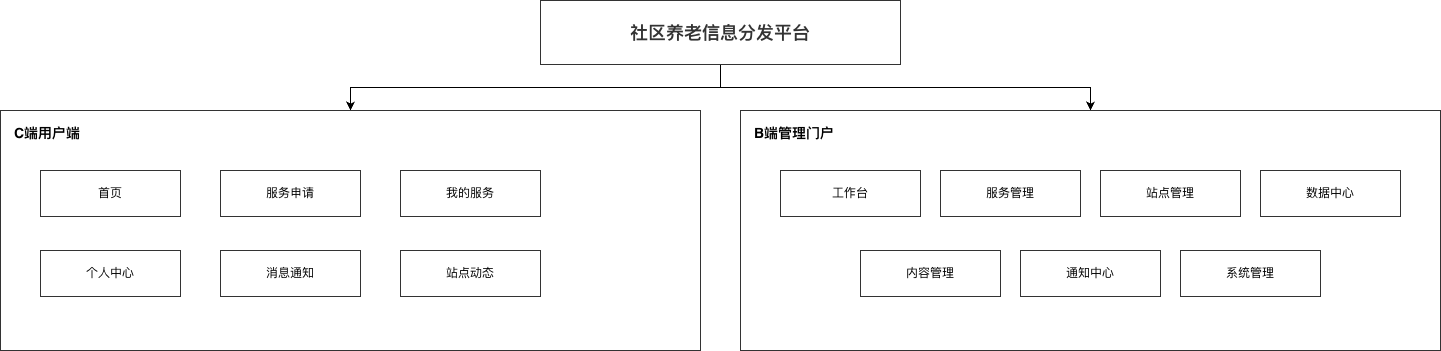 社区养老信息分发平台
C端用户端
首页
服务申请
我的服务
个人中心
消息通知
站点动态
B端管理门户
工作台
服务管理
站点管理
数据中心
内容管理
通知中心
系统管理